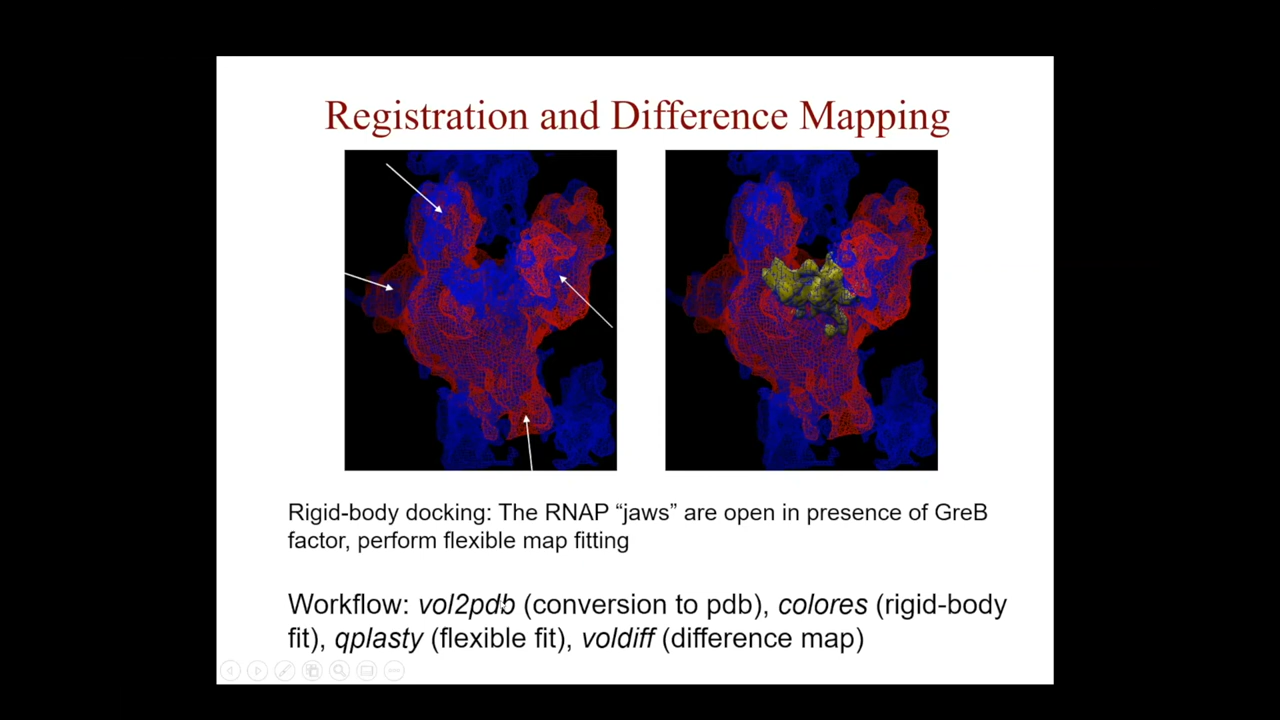 Registration and Difference Mapping
Rigid-body docking: The RNAP “jaws” are open in presence of GreB
factor, perform flexible map fitting
Workflow: vol2pdb (conversion to pdb), colores (rigid-body
fit), qplasty (flexible fit), voldiff (difference map)